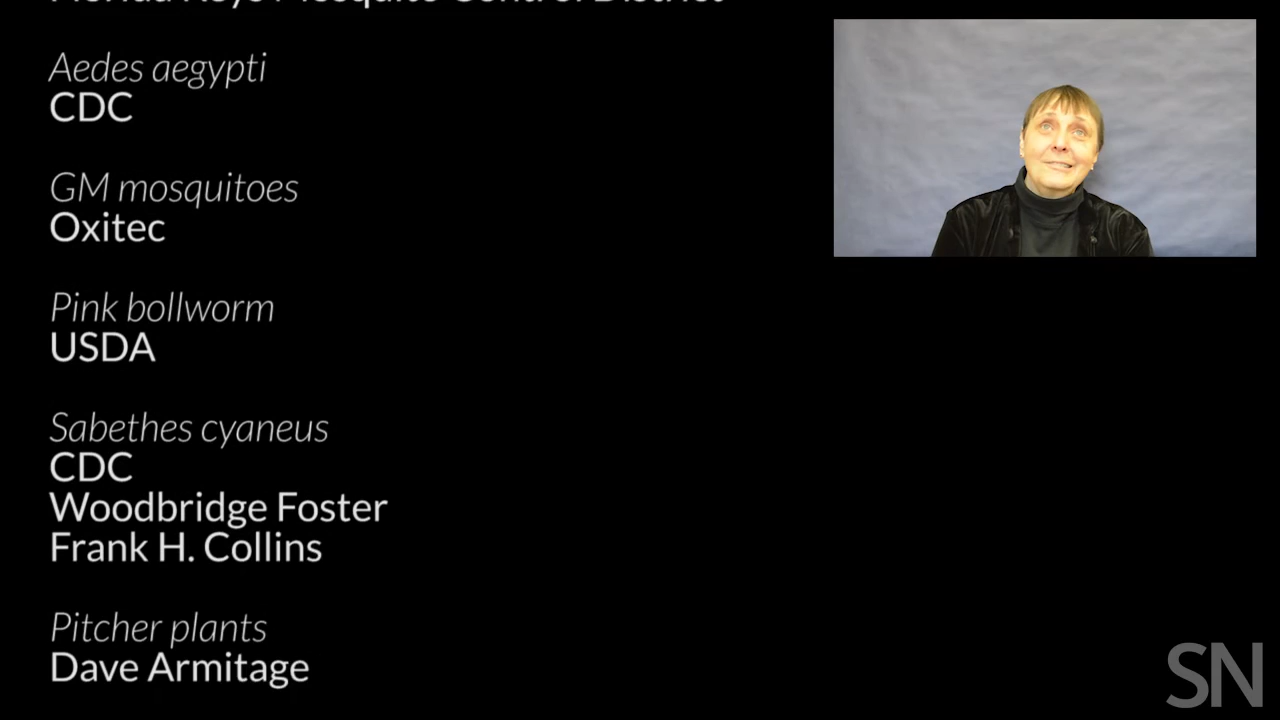 Aedes aegypti
CDC
GM mosquitoes
Oxitec
Pink bollworm
USDA
Sabethes cyaneus
CDC
Woodbridge Foster
Frank H. Collins
Pitcher plants
Dave Armitage
SN